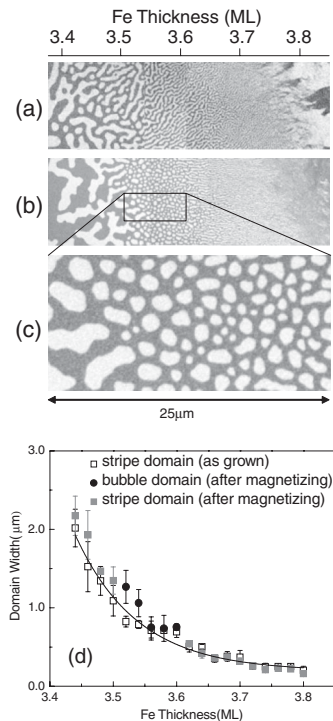 Fe Thickness (ML)
3.4 3.5 3.6 3.7 3.8
(a)
(b)
(c)
25μm
3.0
2.0
1.0
0.0
Domain Width(μm)
stripe domain (as grown)
bubble domain (after magnetizing)
stripe domain (after magnetizing)
(d)
3.4 3.5 3.6 3.7 3.8
Fe Thickness(ML)